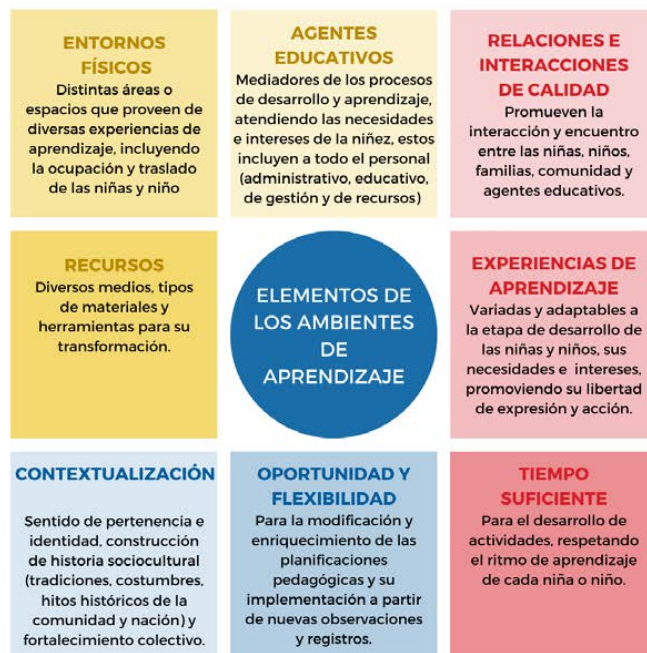 ENTORNOS
FÍSICOS
Distintas áreas o
espacios que proveen de
diversas experiencias de
aprendizaje, incluyendo
la ocupación y traslado
de las niñas y niño
AGENTES
EDUCATIVOS
Mediadores de los procesos
de desarrollo y aprendizaje,
atendiendo las necesidades
e intereses de la niñez, estos
incluyen a todo el personal
(administrativo, educativo,
de gestión y de recursos)
RELACIONES E
INTERACCIONES
DE CALIDAD
Promueven la
interacción y encuentro
entre las niñas, niños,
familias, comunidad y
agentes educativos.
RECURSOS
Diversos medios, tipos
de materiales y
herramientas para su
transformación.
ELEMENTOS DE
LOS AMBIENTES
DE
APRENDIZAJE
EXPERIENCIAS DE
APRENDIZAJE
Variadas y adaptables a
la etapa de desarrollo de
las niñas y niños, sus
necesidades e intereses,
promoviendo su libertad
de expresión y acción.
CONTEXTUALIZACIÓN
Sentido de pertenencia e
identidad, construcción
de historia sociocultural
(tradiciones, costumbres,
hitos históricos de la
comunidad y nación) y
fortalecimiento colectivo.
OPORTUNIDAD Y
FLEXIBILIDAD
Para la modificación y
enriquecimiento de las
planificaciones
pedagógicas y su
implementación a partir
de nuevas observaciones
y registros.
TIEMPO
SUFICIENTE
Para el desarrollo de
actividades, respetando
el ritmo de aprendizaje
de cada niña o niño.